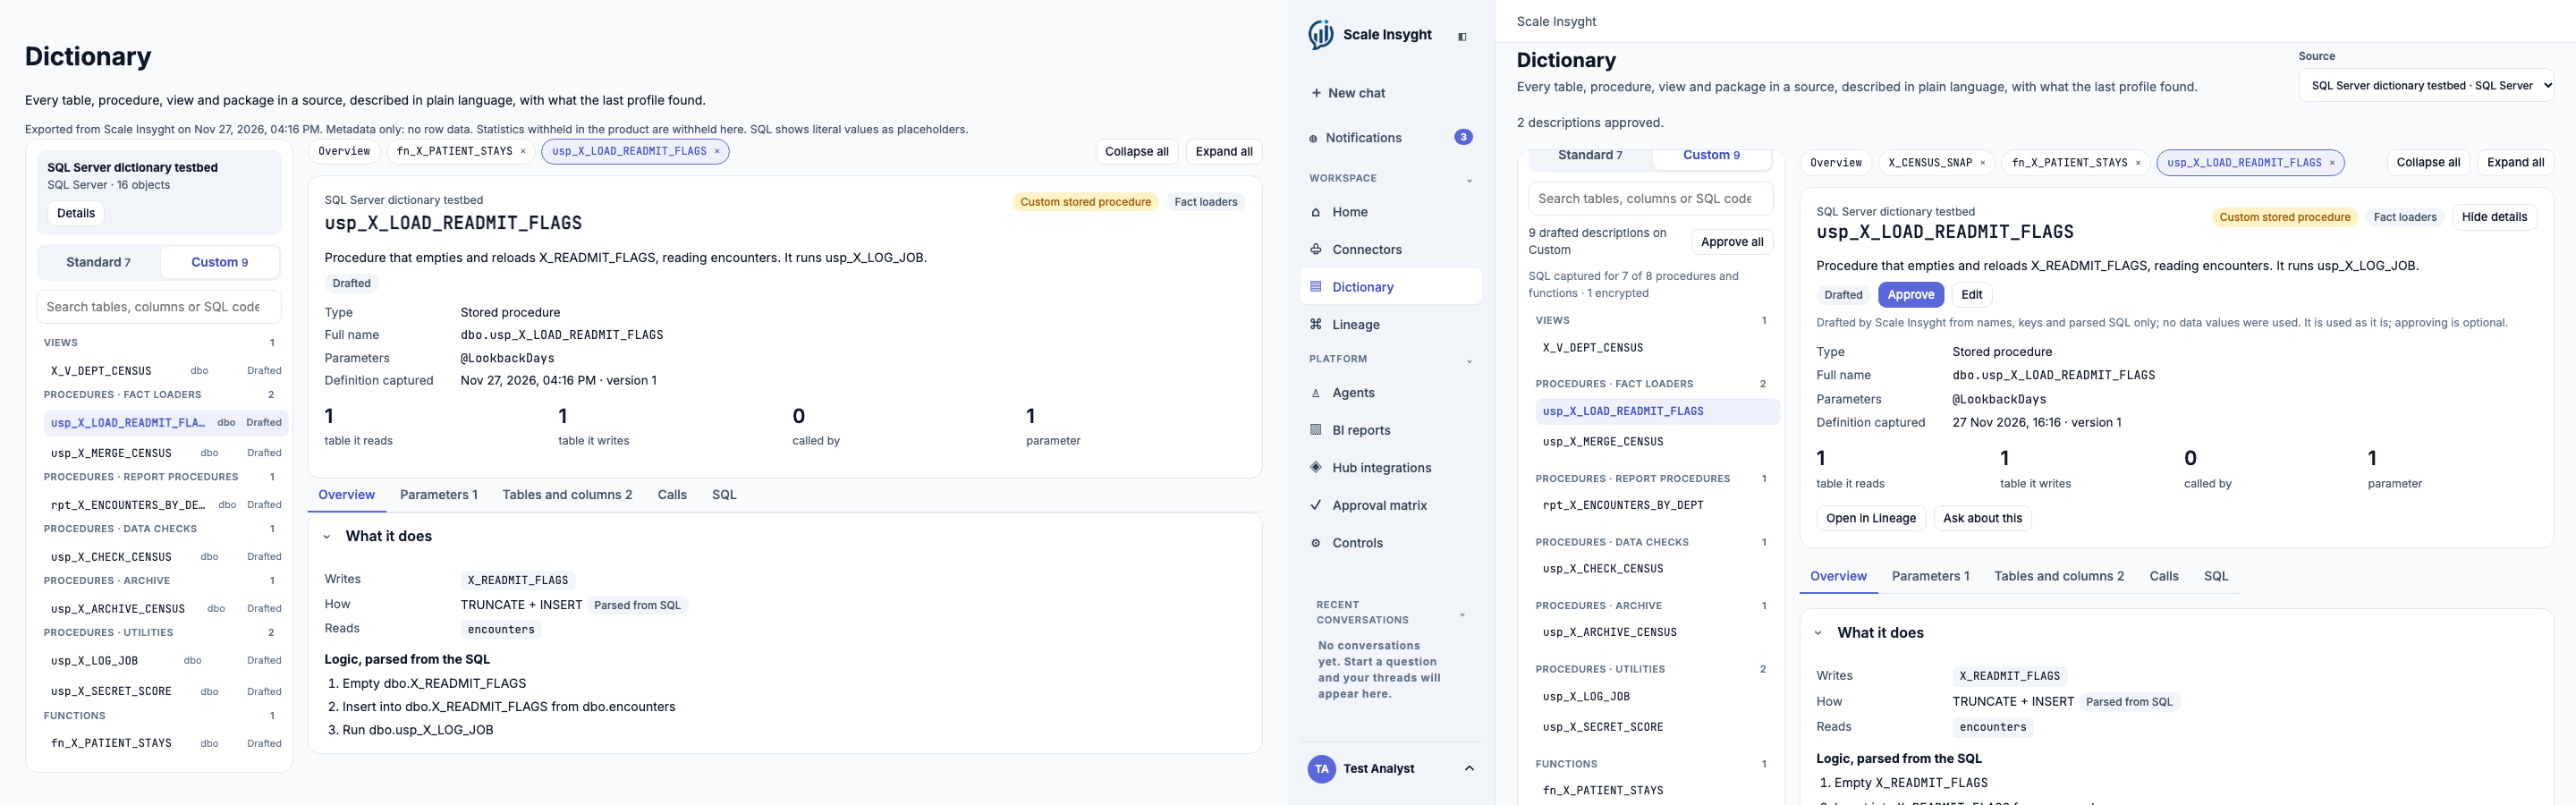 Dictionary
Every table, procedure, view and package in a source, described in plain language, with what the last profile found.
Exported from Scale Insyght on Nov 27, 2026, 04:16 PM. Metadata only: no row data. Statistics withheld in the product are withheld here. SQL shows literal values as placeholders.
SQL Server dictionary testbed
SQL Server · 16 objects
Details
Standard 7
Custom 9
Search tables, columns or SQL code
VIEWS 1
X_V_DEPT_CENSUS dbo Drafted
PROCEDURES · FACT LOADERS 2
usp_X_LOAD_READMIT_FLA… dbo Drafted
usp_X_MERGE_CENSUS dbo Drafted
PROCEDURES · REPORT PROCEDURES 1
rpt_X_ENCOUNTERS_BY_DE… dbo Drafted
PROCEDURES · DATA CHECKS 1
usp_X_CHECK_CENSUS dbo Drafted
PROCEDURES · ARCHIVE 1
usp_X_ARCHIVE_CENSUS dbo Drafted
PROCEDURES · UTILITIES 2
usp_X_LOG_JOB dbo Drafted
usp_X_SECRET_SCORE dbo Drafted
FUNCTIONS 1
fn_X_PATIENT_STAYS dbo Drafted
Overview
fn_X_PATIENT_STAYS ×
usp_X_LOAD_READMIT_FLAGS ×
Collapse all
Expand all
SQL Server dictionary testbed
Custom stored procedure
Fact loaders
usp_X_LOAD_READMIT_FLAGS
Procedure that empties and reloads X_READMIT_FLAGS, reading encounters. It runs usp_X_LOG_JOB.
Drafted
Type Stored procedure
Full name dbo.usp_X_LOAD_READMIT_FLAGS
Parameters @LookbackDays
Definition captured Nov 27, 2026, 04:16 PM · version 1
1 1 0 1
table it reads table it writes called by parameter
Overview Parameters 1 Tables and columns 2 Calls SQL
What it does
Writes X_READMIT_FLAGS
How TRUNCATE + INSERT Parsed from SQL
Reads encounters
Logic, parsed from the SQL
1. Empty dbo.X_READMIT_FLAGS
2. Insert into dbo.X_READMIT_FLAGS from dbo.encounters
3. Run dbo.usp_X_LOG_JOB
Scale Insyght
+ New chat
Notifications 3
WORKSPACE
Home
Connectors
Dictionary
Lineage
PLATFORM
Agents
BI reports
Hub integrations
Approval matrix
Controls
RECENT
CONVERSATIONS
No conversations
yet. Start a question
and your threads will
appear here.
TA Test Analyst
Scale Insyght
Dictionary
Every table, procedure, view and package in a source, described in plain language, with what the last profile found.
Source
SQL Server dictionary testbed · SQL Server
2 descriptions approved.
Standard 7
Custom 9
Search tables, columns or SQL code
9 drafted descriptions on
Custom
Approve all
SQL captured for 7 of 8 procedures and
functions · 1 encrypted
VIEWS 1
X_V_DEPT_CENSUS
PROCEDURES · FACT LOADERS 2
usp_X_LOAD_READMIT_FLAGS
usp_X_MERGE_CENSUS
PROCEDURES · REPORT PROCEDURES 1
rpt_X_ENCOUNTERS_BY_DEPT
PROCEDURES · DATA CHECKS 1
usp_X_CHECK_CENSUS
PROCEDURES · ARCHIVE 1
usp_X_ARCHIVE_CENSUS
PROCEDURES · UTILITIES 2
usp_X_LOG_JOB
usp_X_SECRET_SCORE
FUNCTIONS 1
fn_X_PATIENT_STAYS
Overview
X_CENSUS_SNAP ×
fn_X_PATIENT_STAYS ×
usp_X_LOAD_READMIT_FLAGS ×
Collapse all
Expand all
SQL Server dictionary testbed
Custom stored procedure
Fact loaders
Hide details
usp_X_LOAD_READMIT_FLAGS
Procedure that empties and reloads X_READMIT_FLAGS, reading encounters. It runs usp_X_LOG_JOB.
Drafted Approve Edit
Drafted by Scale Insyght from names, keys and parsed SQL only; no data values were used. It is used as it is; approving is optional.
Type Stored procedure
Full name dbo.usp_X_LOAD_READMIT_FLAGS
Parameters @LookbackDays
Definition captured 27 Nov 2026, 16:16 · version 1
1 1 0 1
table it reads table it writes called by parameter
Open in Lineage
Ask about this
Overview Parameters 1 Tables and columns 2 Calls SQL
What it does
Writes X_READMIT_FLAGS
How TRUNCATE + INSERT Parsed from SQL
Reads encounters
Logic, parsed from the SQL
1. Empty X_READMIT_FLAGS